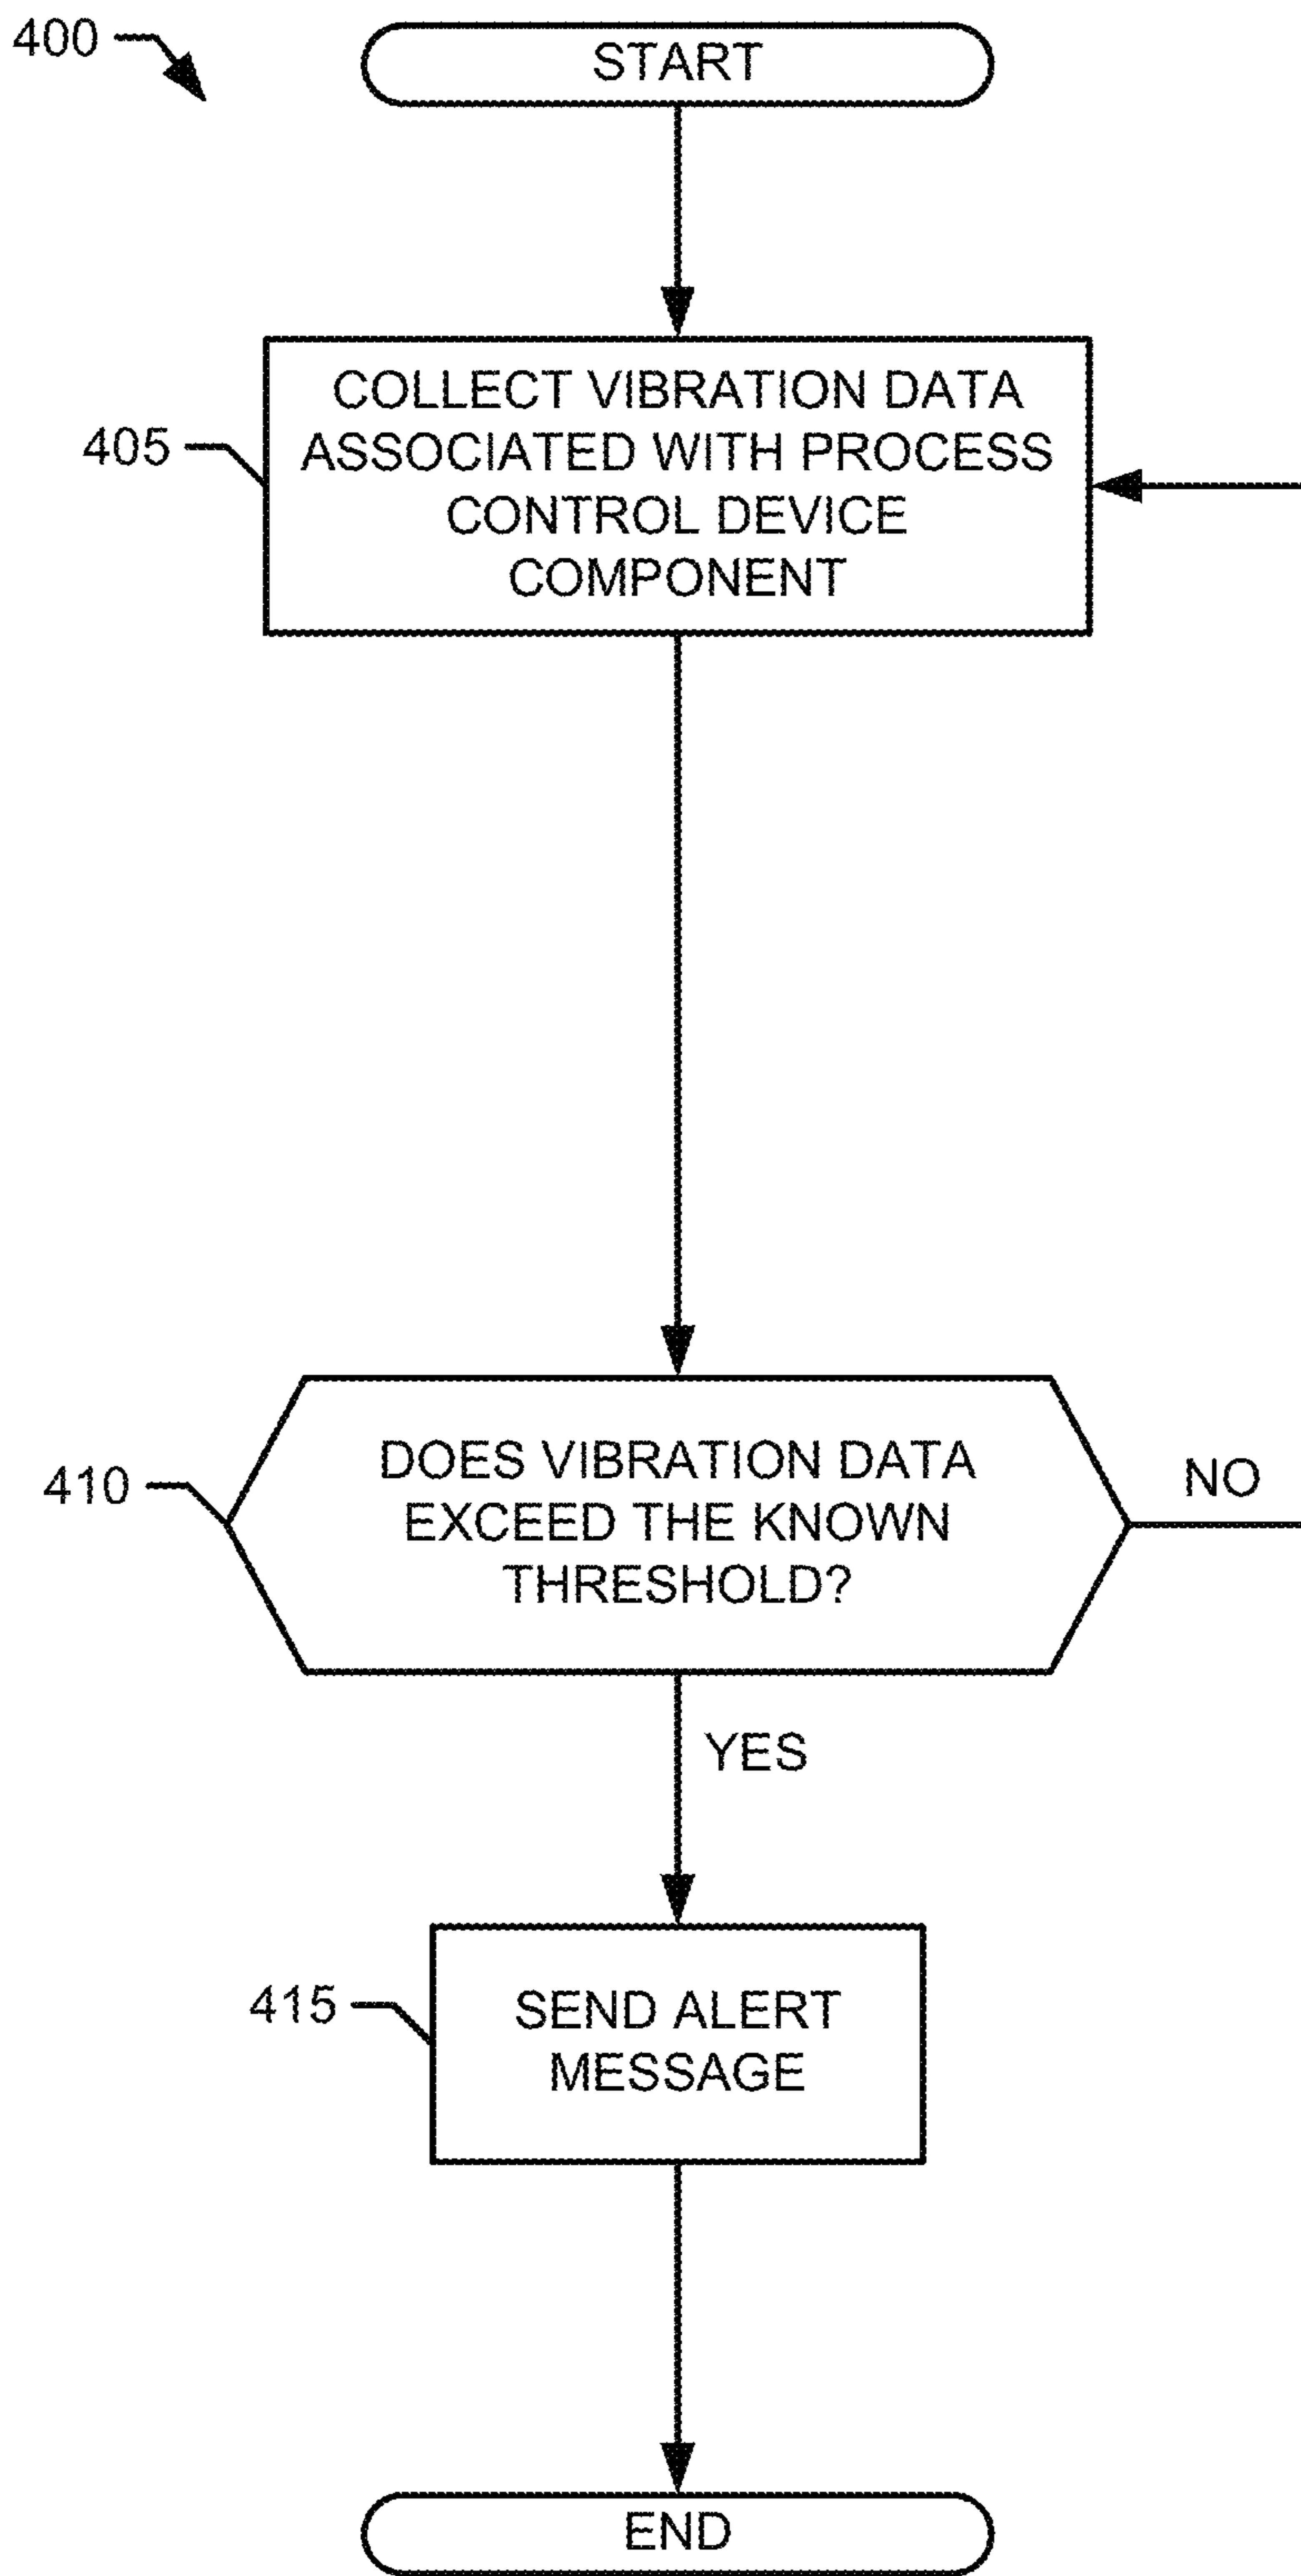 400
START
405
COLLECT VIBRATION DATA
ASSOCIATED WITH PROCESS
CONTROL DEVICE
COMPONENT
410
DOES VIBRATION DATA
EXCEED THE KNOWN
THRESHOLD?
NO
YES
415
SEND ALERT
MESSAGE
END